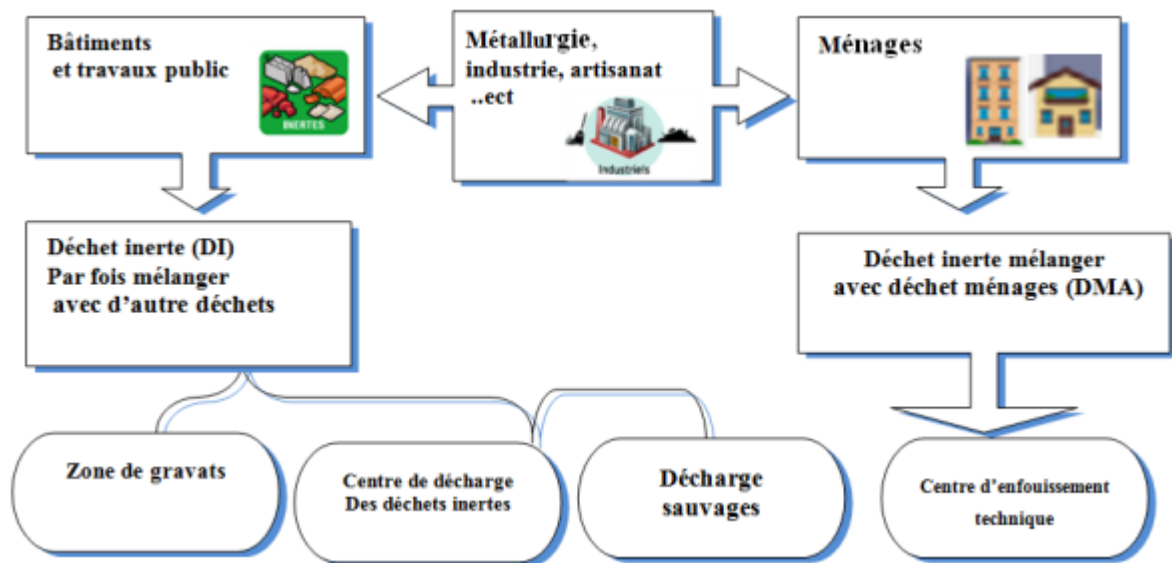 Bâtiments
et travaux public
INERTES
Métallurgie,
industrie, artisanat
..ect
Industriels
Ménages
Déchet inerte (DI)
Par fois mélanger
avec d'autre déchets
Déchet inerte mélanger
avec déchet ménages (DMA)
Zone de gravats
Centre de décharge
Des déchets inertes
Décharge
sauvages
Centre d'enfouissement
technique